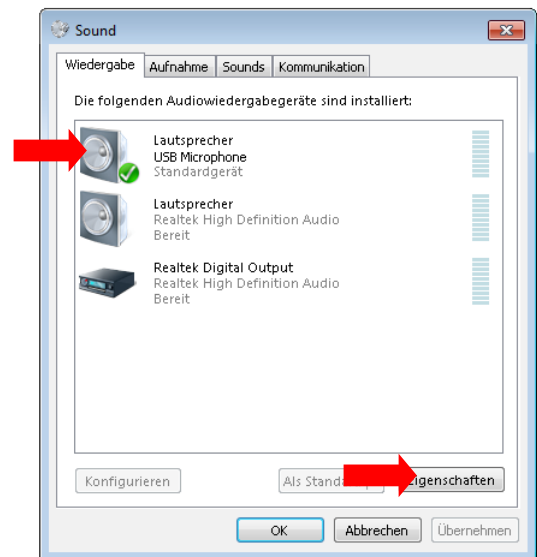 Sound
Wiedergabe Aufnahme Sounds Kommunikation
Die folgenden Audiowiedergabegeräte sind installiert:
Lautsprecher
USB Microphone
Standardgerät
Lautsprecher
Realtek High Definition Audio
Bereit
Realtek Digital Output
Realtek High Definition Audio
Bereit
Konfigurieren Als Eigenschaften
OK Abbrechen Übernehmen